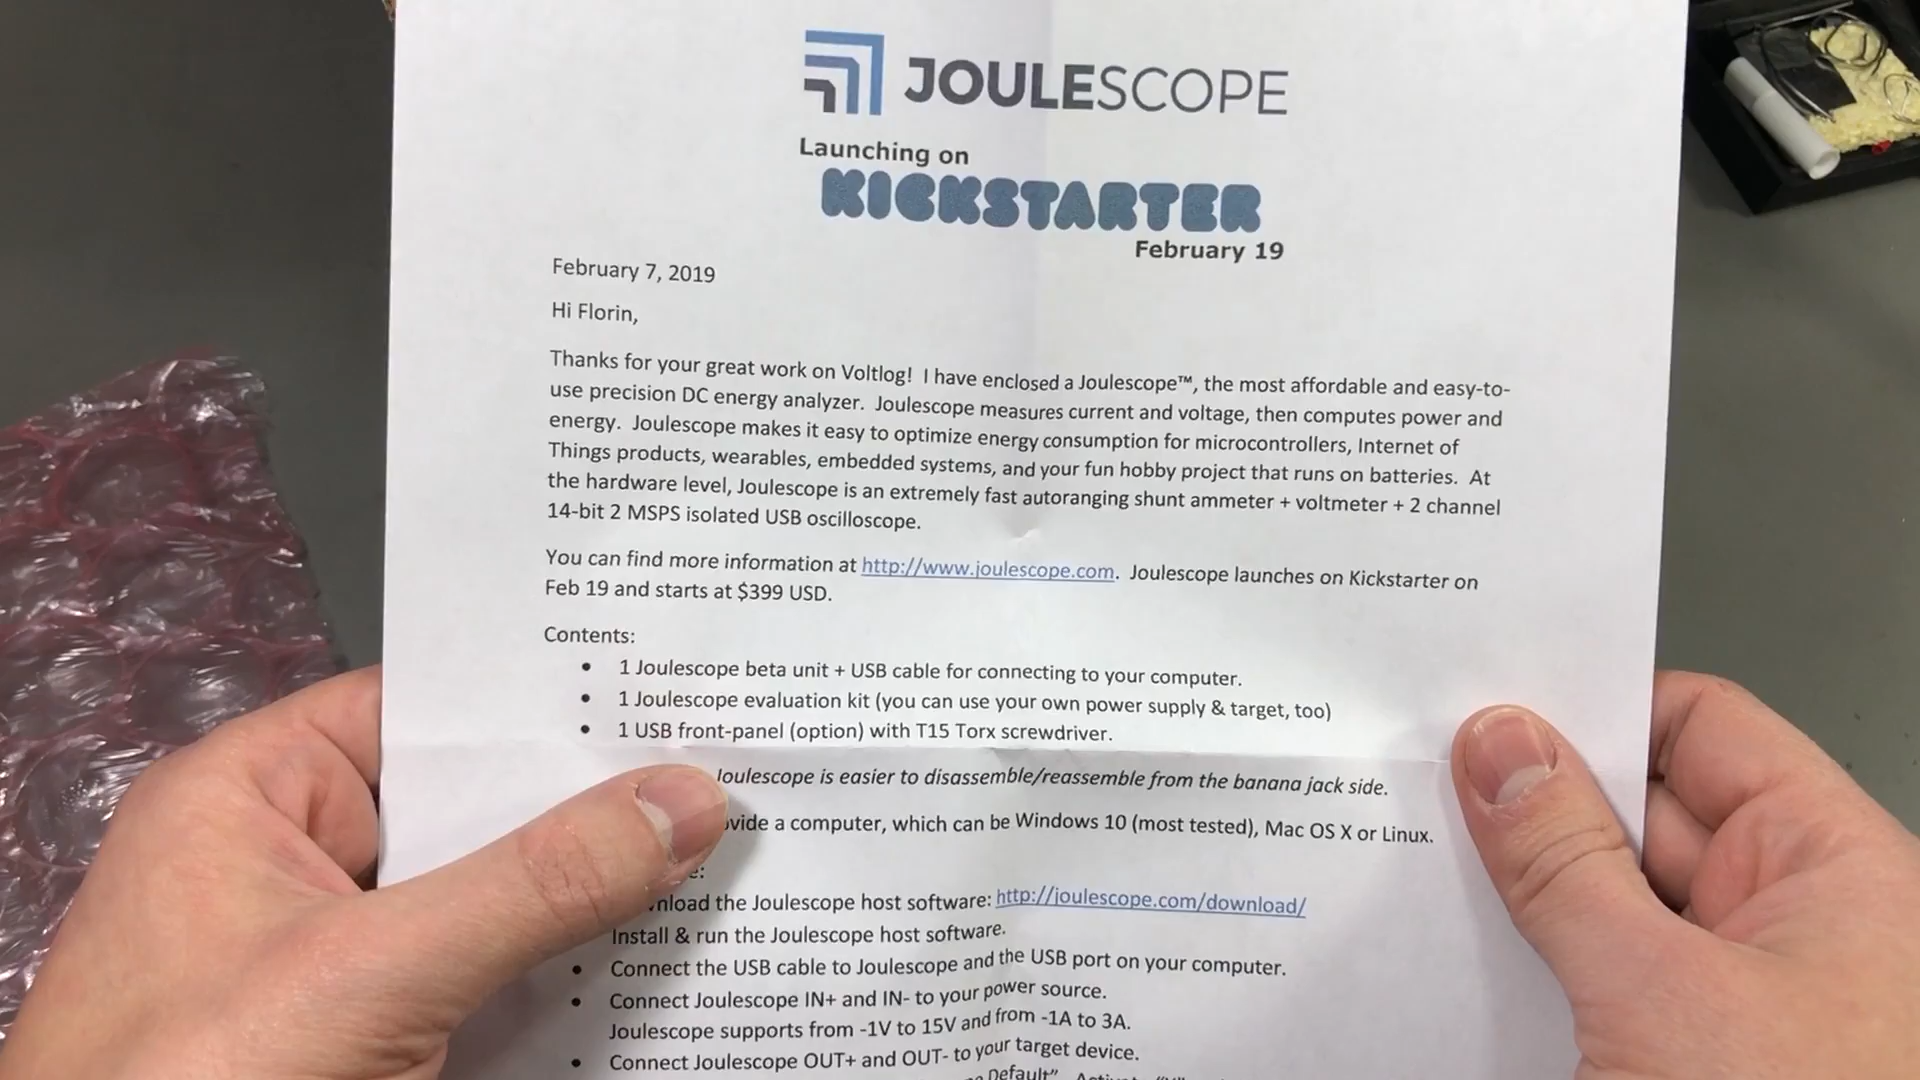 JOULESCOPE
Launching on
KICKSTARTER
February 19
February 7, 2019
Hi Florin,
Thanks for your great work on Voltlog! I have enclosed a Joulescope™, the most affordable and easy-to-
use precision DC energy analyzer. Joulescope measures current and voltage, then computes power and
energy. Joulescope makes it easy to optimize energy consumption for microcontrollers, Internet of
Things products, wearables, embedded systems, and your fun hobby project that runs on batteries. At
the hardware level, Joulescope is an extremely fast autoranging shunt ammeter + voltmeter + 2 channel
14-bit 2 MSPS isolated USB oscilloscope.
You can find more information at http://www.joulescope.com. Joulescope launches on Kickstarter on
Feb 19 and starts at $399 USD.
Contents:
• 1 Joulescope beta unit + USB cable for connecting to your computer.
• 1 Joulescope evaluation kit (you can use your own power supply & target, too)
• 1 USB front-panel (option) with T15 Torx screwdriver.
Joulescope is easier to disassemble/reassemble from the banana jack side.
a computer, which can be Windows 10 (most tested), Mac OS X or Linux.
the Joulescope host software: http://joulescope.com/download/
Install & run the Joulescope host software.
• Connect the USB cable to Joulescope and the USB port on your computer.
• Connect Joulescope IN+ and IN- to your power source.
Joulescope supports from -1V to 15V and from -1A to 3A.
• Connect Joulescope OUT+ and OUT- to your target device.
Default"